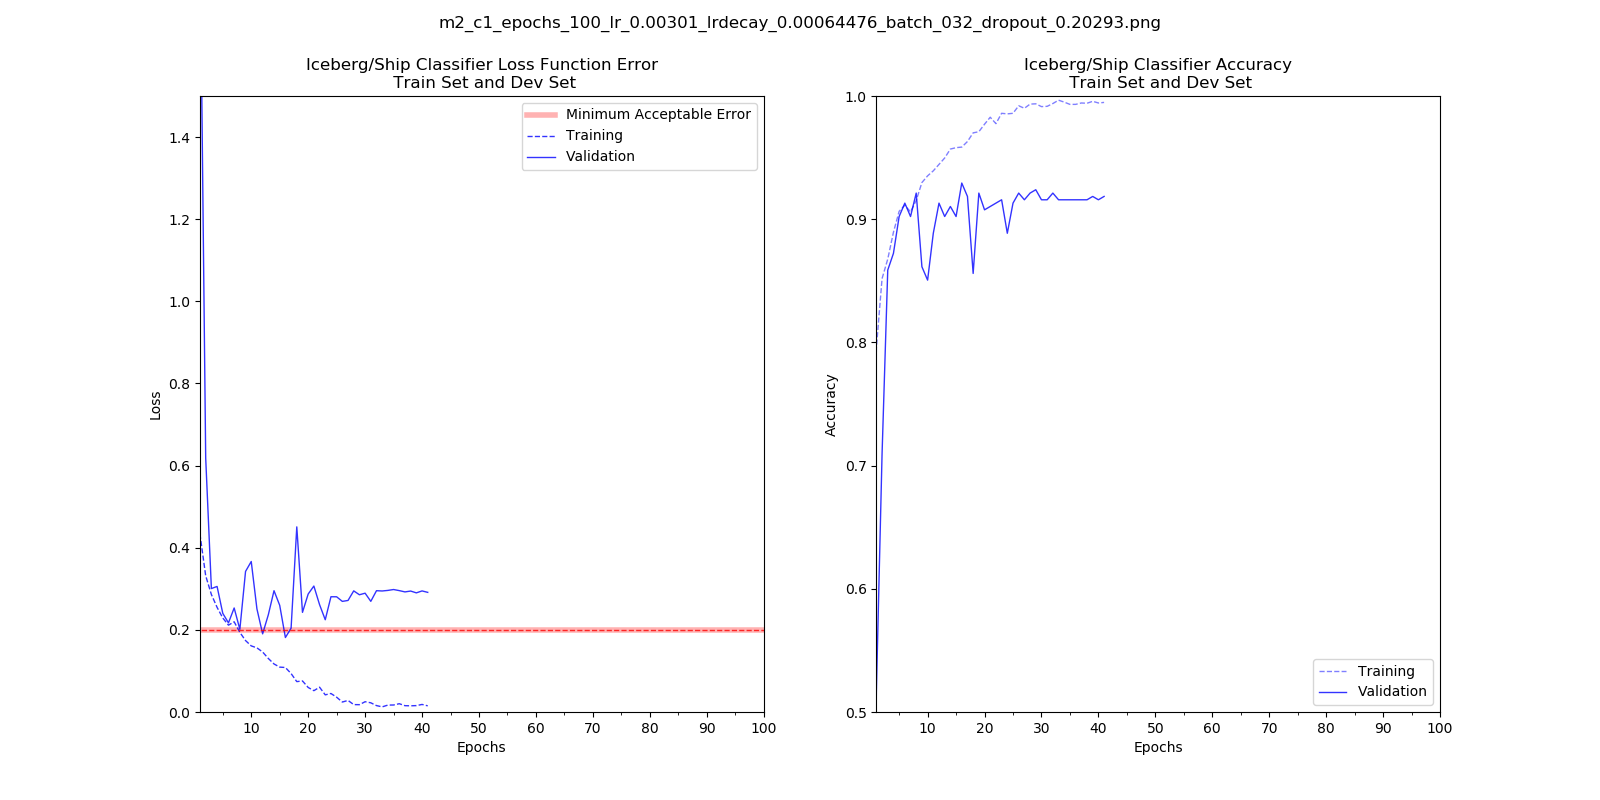 m2_c1_epochs_100_lr_0.00301_lrdecay_0.00064476_batch_032_dropout_0.20293.png
Iceberg/Ship Classifier Loss Function Error
Train Set and Dev Set
1.4
1.2
1.0
0.8
0.6
0.4
0.2
0.0
Loss
Minimum Acceptable Error
Training
Validation
10 20 30 40 50 60 70 80 90 100
Epochs
Iceberg/Ship Classifier Accuracy
Train Set and Dev Set
1.0
0.9
0.8
0.7
0.6
0.5
Accuracy
Training
Validation
10 20 30 40 50 60 70 80 90 100
Epochs